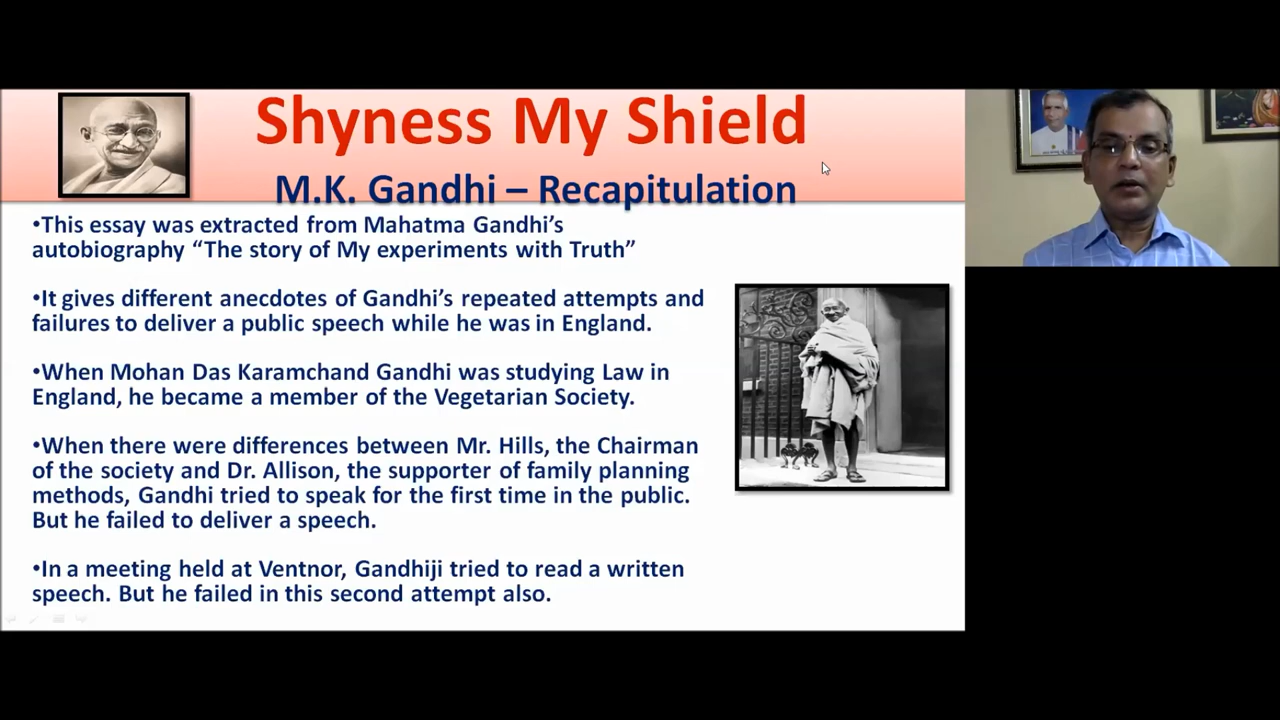 Shyness My Shield
M.K. Gandhi – Recapitulation
•This essay was extracted from Mahatma Gandhi’s
autobiography “The story of My experiments with Truth”
•It gives different anecdotes of Gandhi’s repeated attempts and
failures to deliver a public speech while he was in England.
•When Mohan Das Karamchand Gandhi was studying Law in
England, he became a member of the Vegetarian Society.
•When there were differences between Mr. Hills, the Chairman
of the society and Dr. Allison, the supporter of family planning
methods, Gandhi tried to speak for the first time in the public.
But he failed to deliver a speech.
•In a meeting held at Ventnor, Gandhiji tried to read a written
speech. But he failed in this second attempt also.